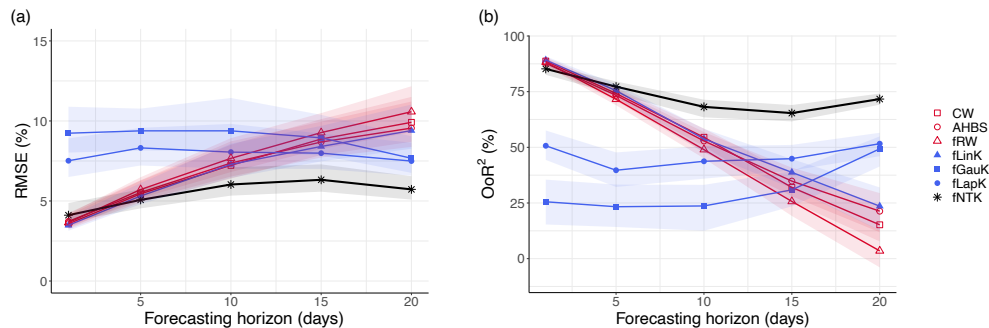 (a)
15
10
5
0
RMSE (%)
5
10
15
20
Forecasting horizon (days)
(b)
100
75
50
25
0
OoR² (%)
5
10
15
20
Forecasting horizon (days)
CW
AHBS
fRW
fLinK
fGauK
fLapK
fNTK